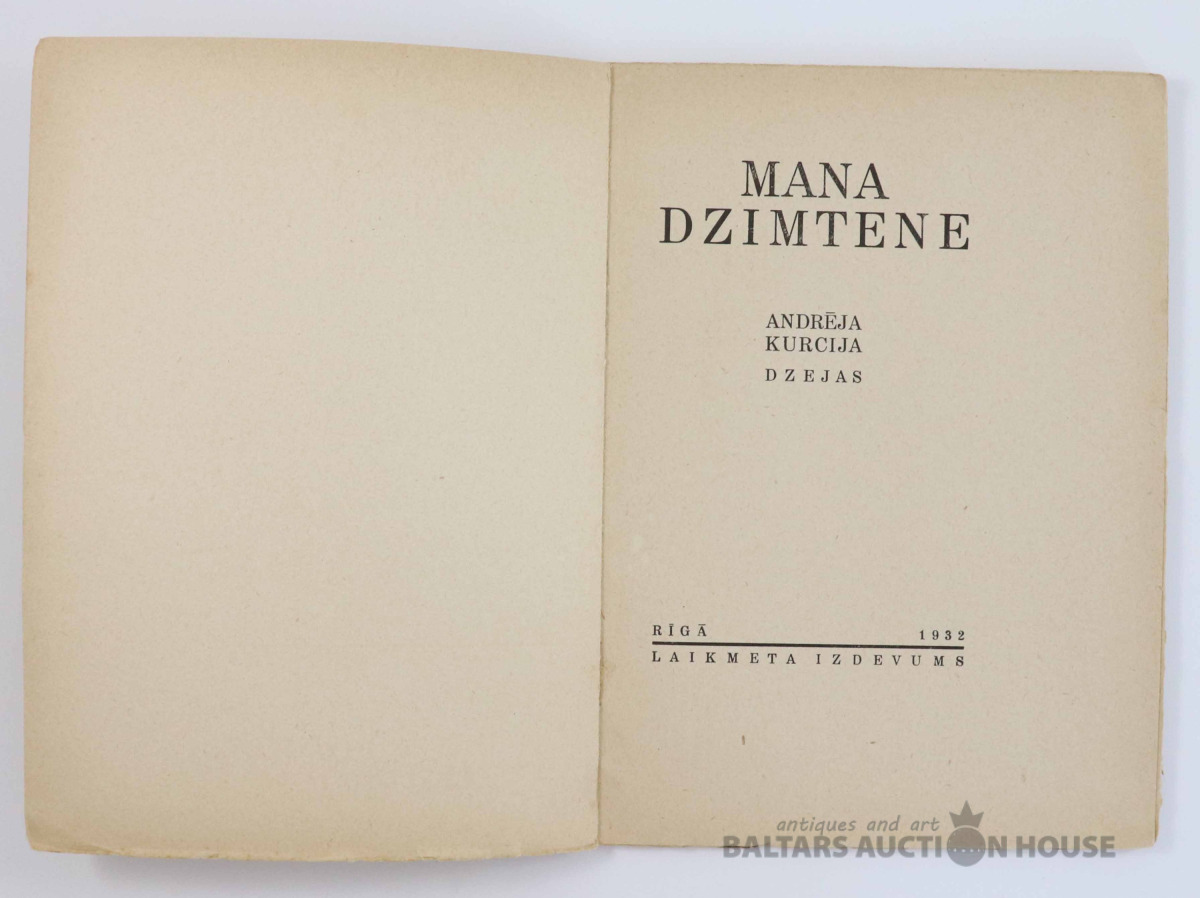 MANA
DZIMTENE
ANDRĒJA
KURCIJA
DZEJAS
RĪGĀ 1932
LAIKMETA IZDEVUMS
antiques and art
BALTARS AUCTION HOUSE